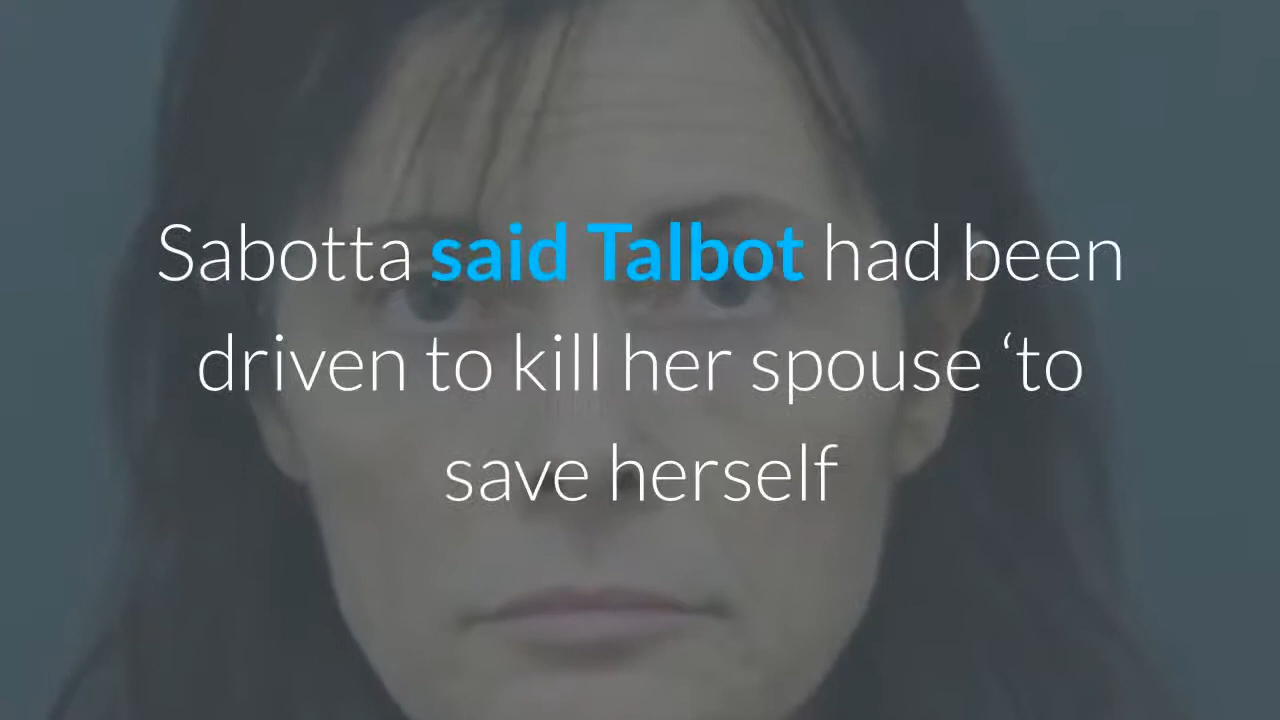 Sabotta said Talbot had been
driven to kill her spouse ‘to
save herself